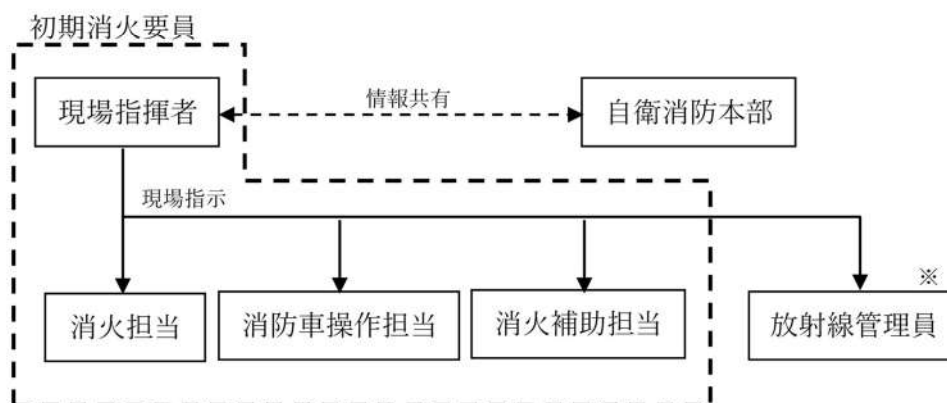 初期消火要員
現場指揮者
情報共有
自衛消防本部
現場指示
※
消火担当
消防車操作担当
消火補助担当
放射線管理員